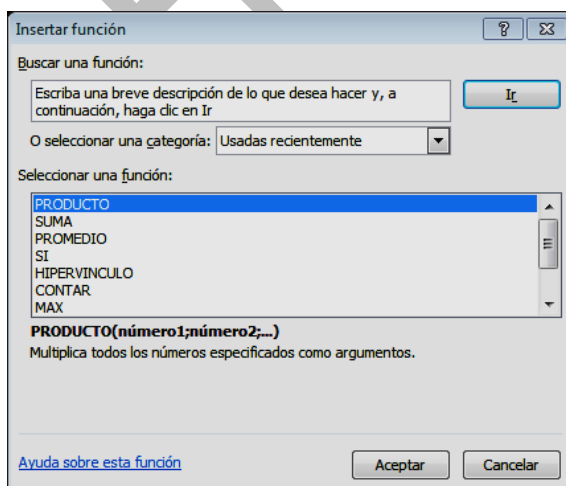 Insertar función
Buscar una función:
Escriba una breve descripción de lo que desea hacer y, a
continuación, haga clic en Ir
Ir
O seleccionar una categoría: Usadas recientemente
Seleccionar una función:
PRODUCTO
SUMA
PROMEDIO
SI
HIPERVINCULO
CONTAR
MAX
PRODUCTO(número1;número2;...)
Multiplica todos los números especificados como argumentos.
Ayuda sobre esta función
Aceptar
Cancelar